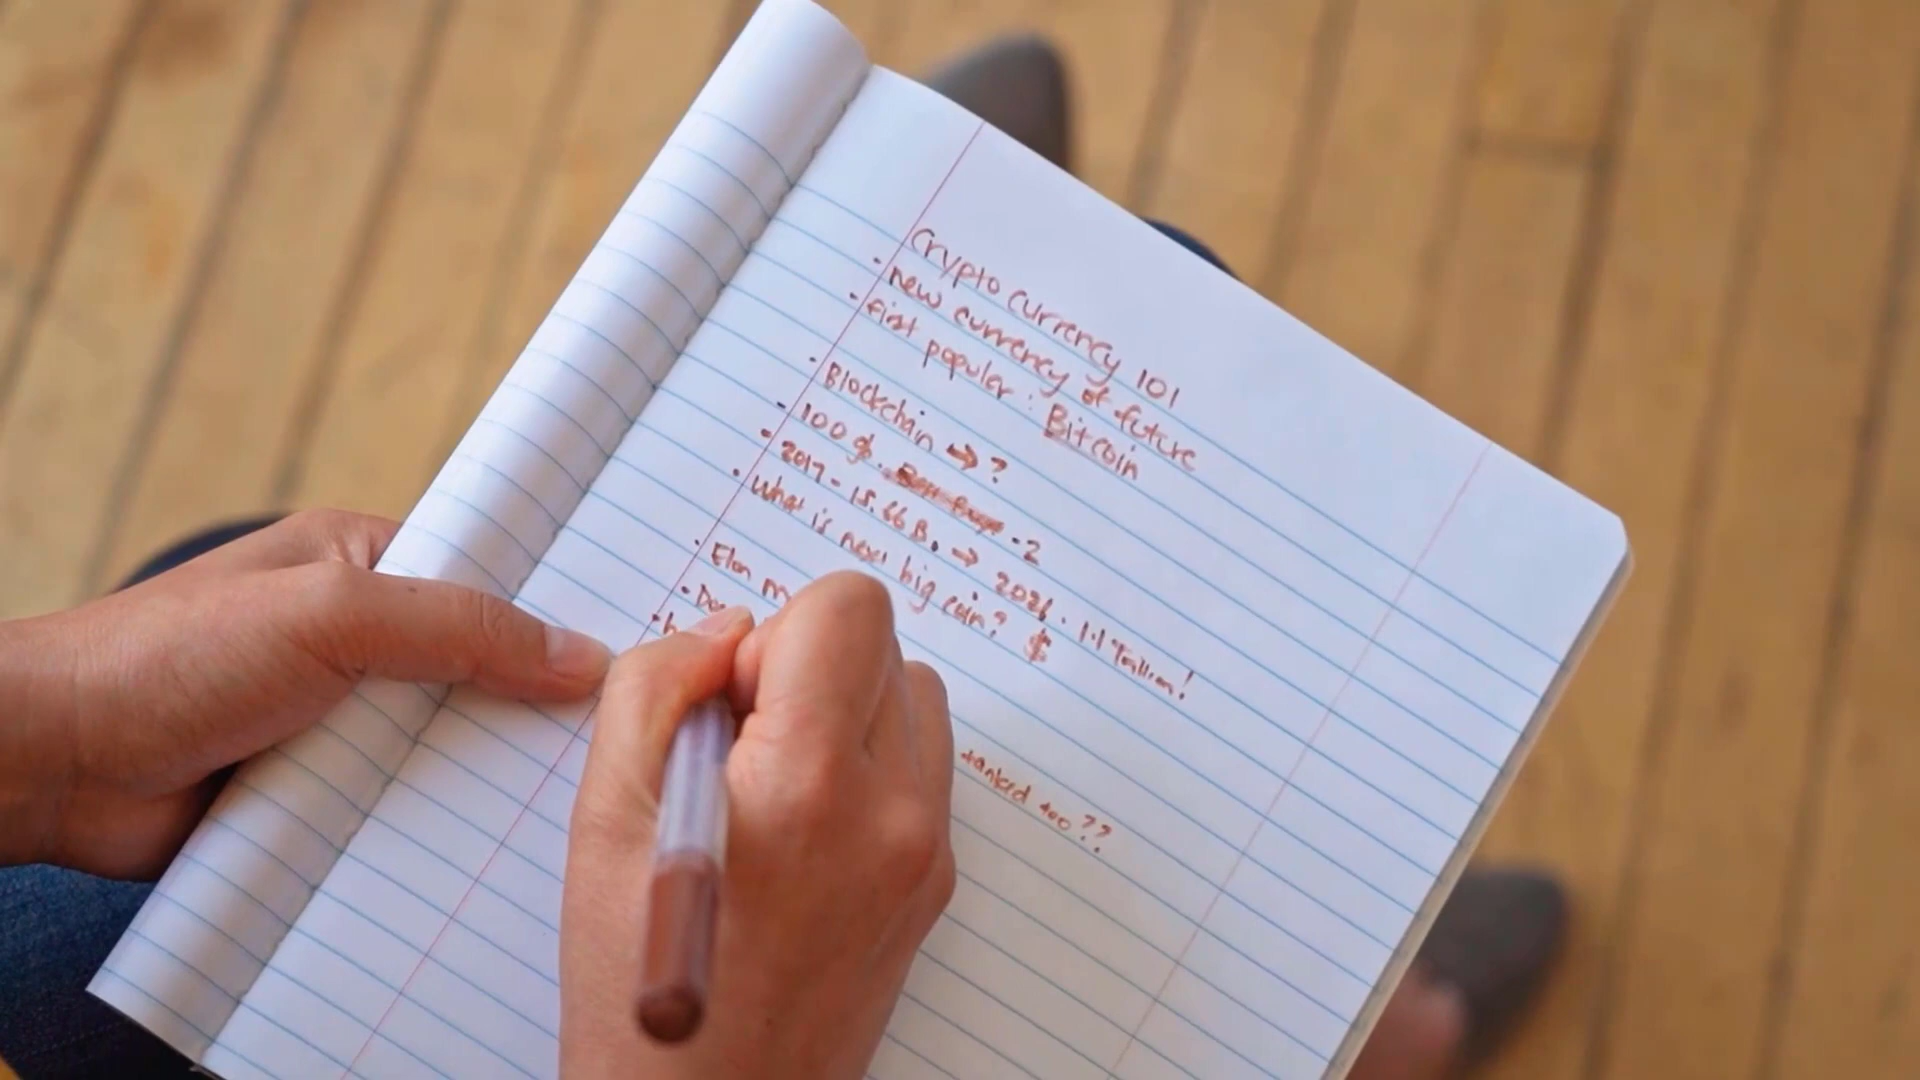 Crypto currency 101
· new currency of future
· first popular : Bitcoin
· Blockchain → ?
- 100 $ . -2
· 2017 - 15.66 B. → 2021 . 1.1 Trillion!
· What is next big coin? $
· Elon m
tanked too ??